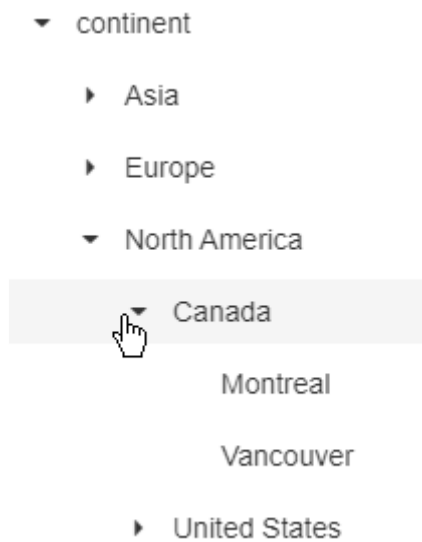 continent
Asia
Europe
North America
Canada
Montreal
Vancouver
United States